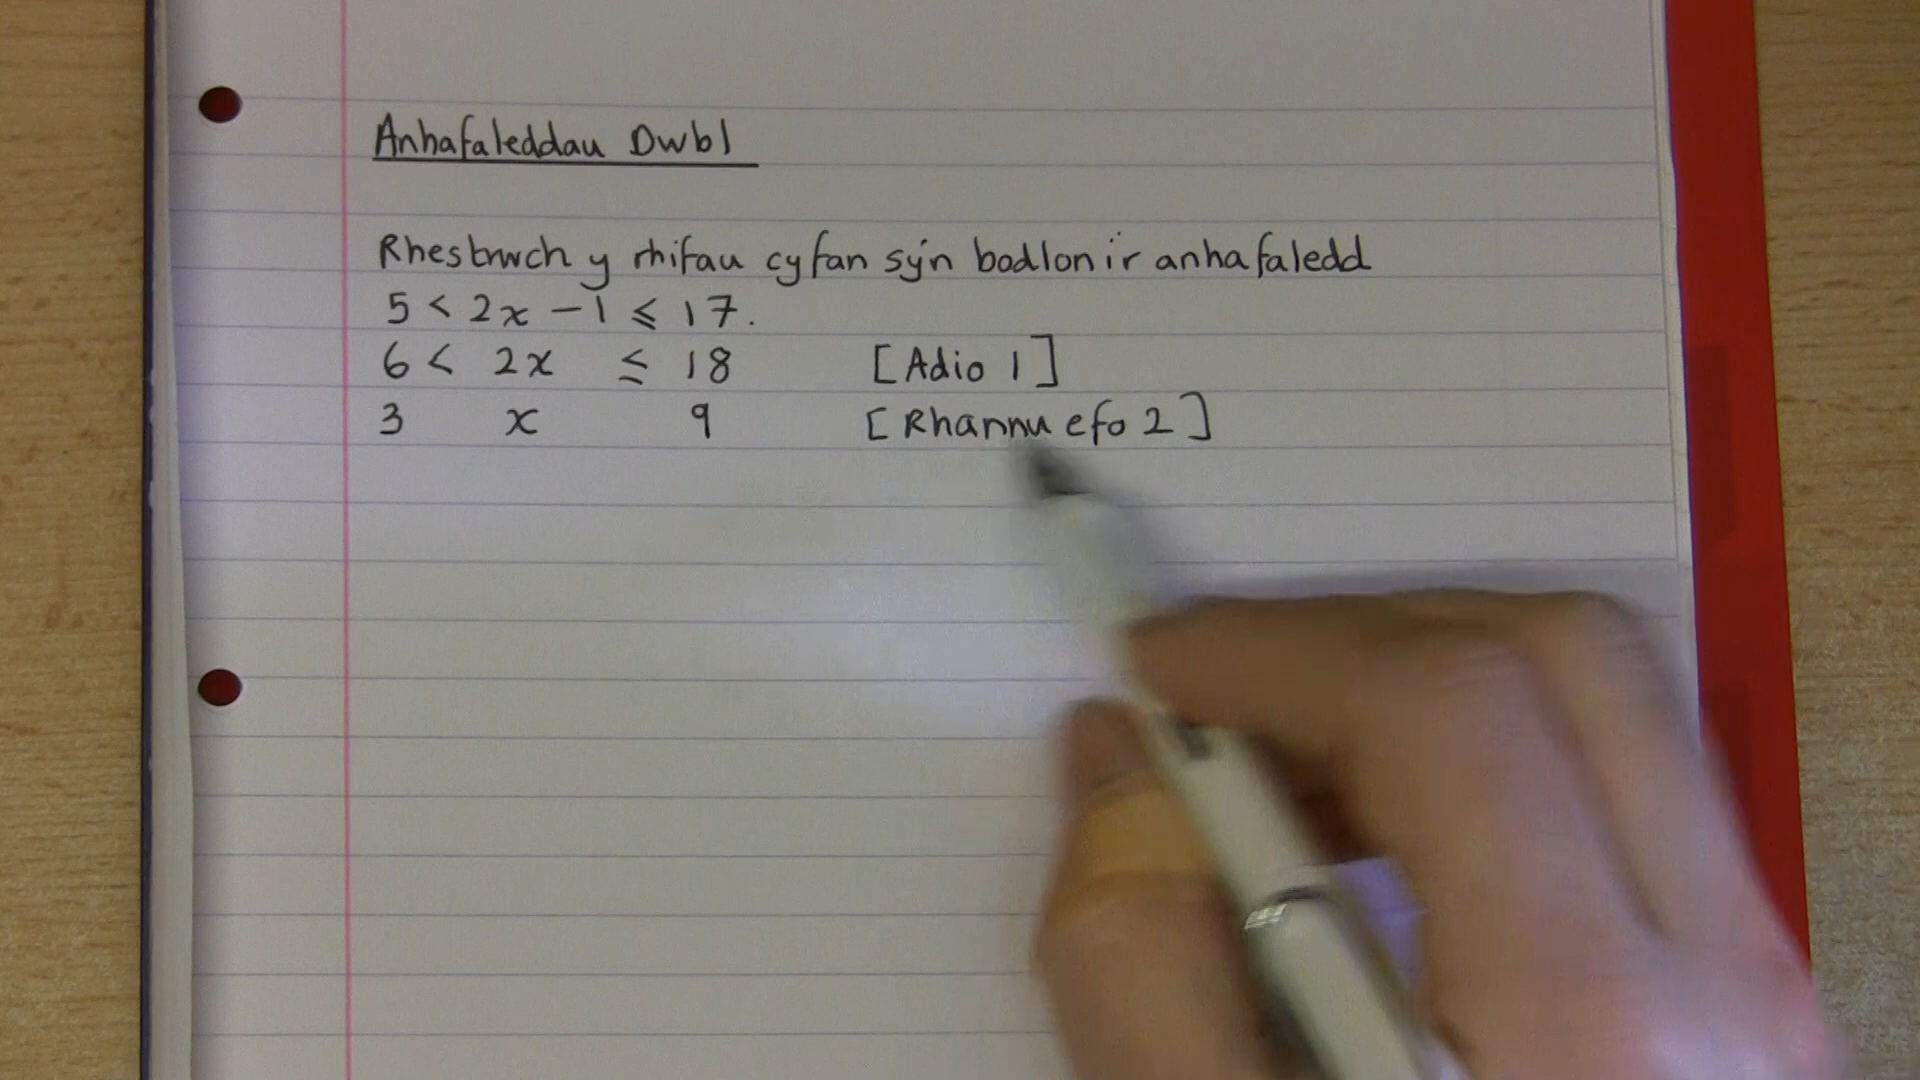 Anhafaleddau Dwbl
Rhestrwch y rhifau cyfan sy'n bodloni'r anhafaledd
5 < 2x - 1 ⩽ 17.
6 < 2x ≤ 18 [Adio 1]
3 x 9 [Rhannu efo 2]